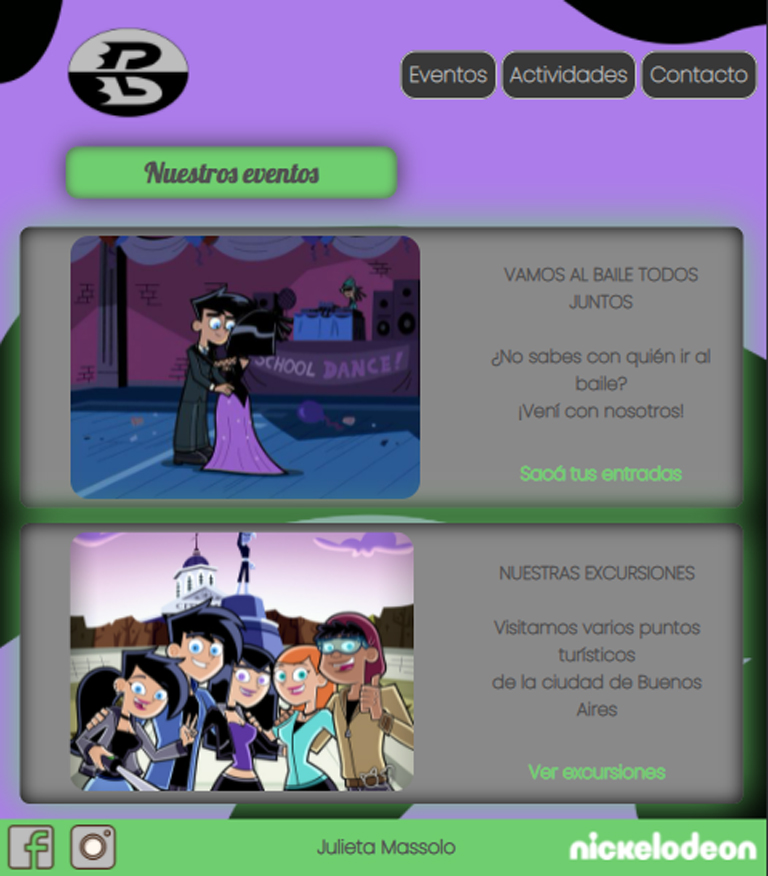 Eventos
Actividades
Contacto
Nuestros eventos
SCHOOL DANCE!
VAMOS AL BAILE TODOS
JUNTOS
¿No sabes con quién ir al
baile?
¡Vení con nosotros!
Sacá tus entradas
NUESTRAS EXCURSIONES
Visitamos varios puntos
turísticos
de la ciudad de Buenos
Aires
Ver excursiones
Julieta Massolo
nickelodeon